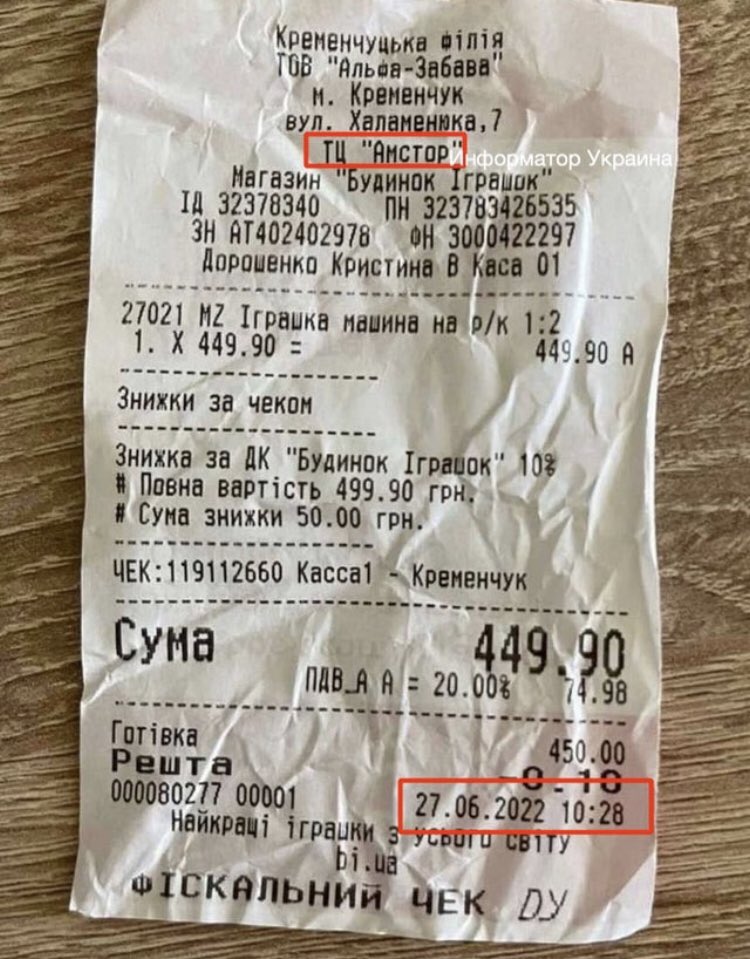 Кременчуцька філія
ТОВ "Альфа-Забава"
м. Кременчук
вул. Халаменюка,7
ТЦ "Амстор"
Информатор Украина
Магазин "Будинок Іграшок"
ІД 32378340 ПН 323783426535
ЗН АТ402402978 ФН 3000422297
Дорошенко Кристина В Каса 01
27021 MZ Іграшка машина на р/к 1:2
1. X 449.90 = 449.90 А
Знижки за чеком
Знижка за ДК "Будинок Іграшок" 10%
# Повна вартість 499.90 грн.
# Сума знижки 50.00 грн.
ЧЕК:119112660 Касса1 - Кременчук
Сума 449.90
ПДВ_А А = 20.00% 74.98
Готівка 450.00
Решта -0.10
000080277 00001 27.06.2022 10:28
Найкращі іграшки з усього світу
bi.ua
ФІСКАЛЬНИЙ ЧЕК